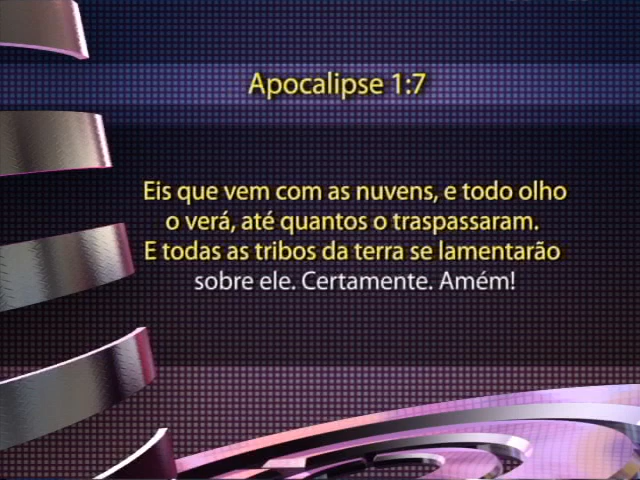 Apocalipse 1:7
Eis que vem com as nuvens, e todo olho
o verá, até quantos o traspassaram.
E todas as tribos da terra se lamentarão
sobre ele. Certamente. Amém!